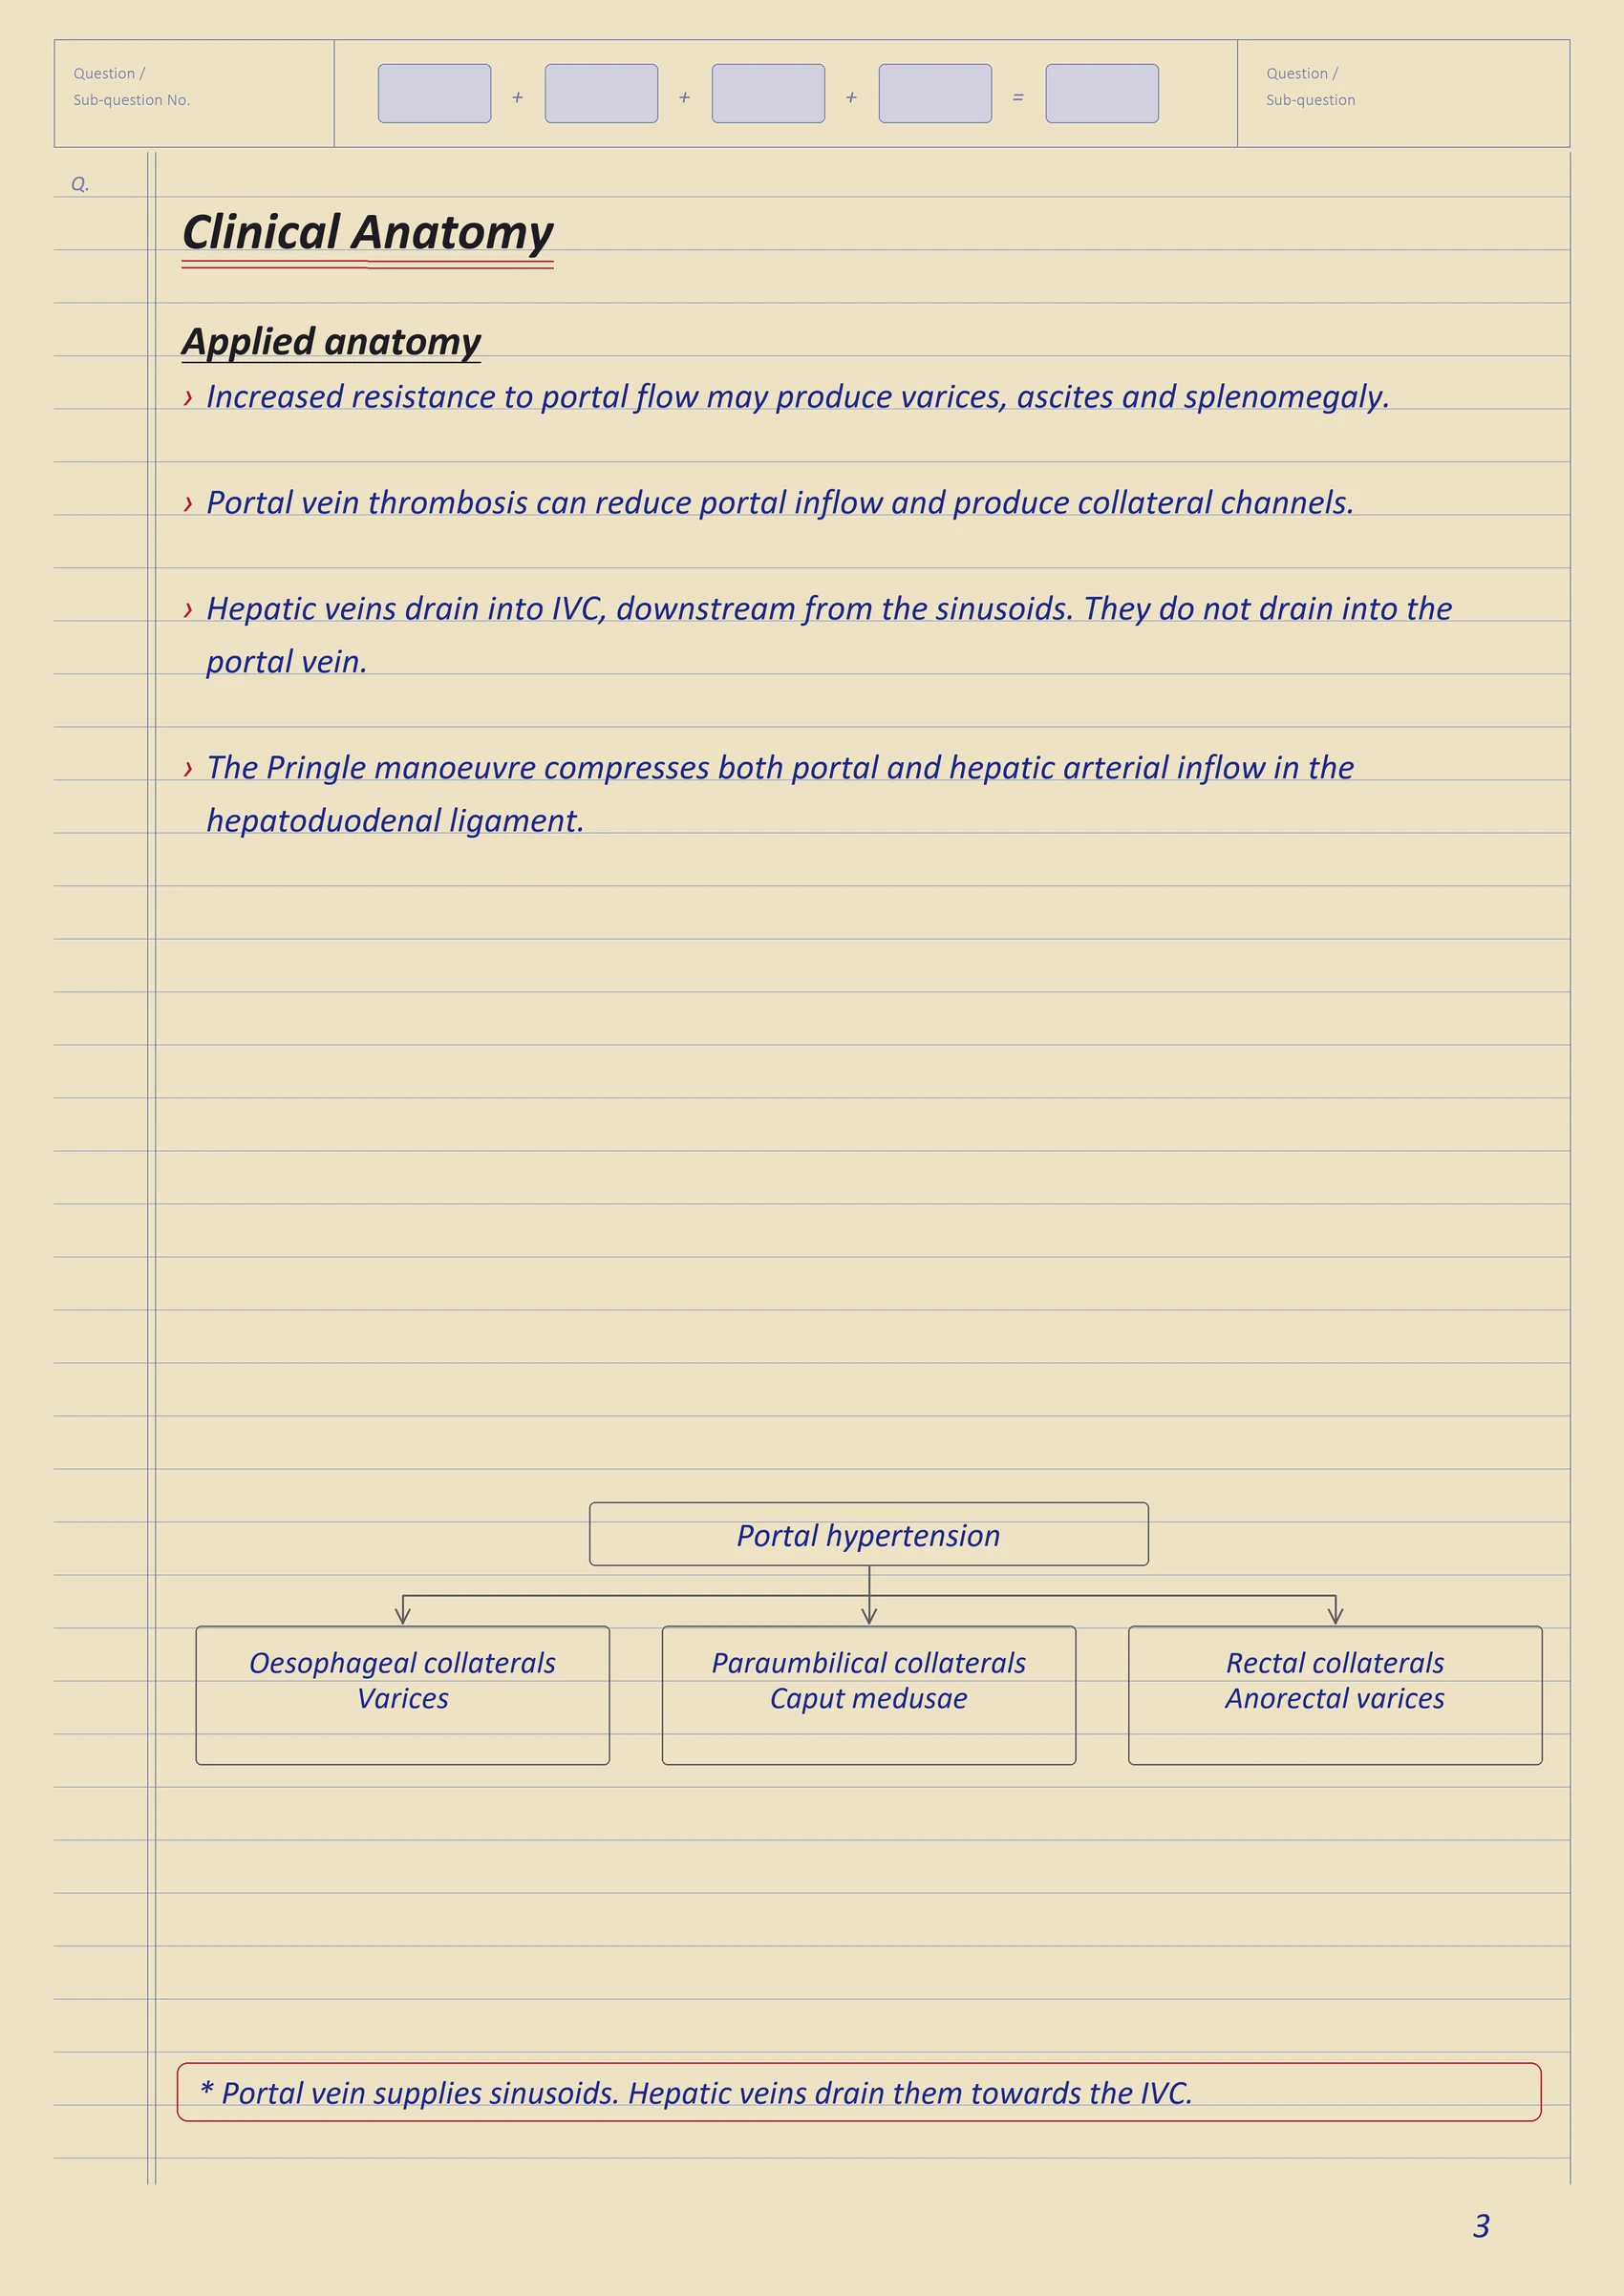 Question /
Sub-question No.
+ + + =
Question /
Sub-question
Q.
Clinical Anatomy
Applied anatomy
› Increased resistance to portal flow may produce varices, ascites and splenomegaly.
› Portal vein thrombosis can reduce portal inflow and produce collateral channels.
› Hepatic veins drain into IVC, downstream from the sinusoids. They do not drain into the
portal vein.
› The Pringle manoeuvre compresses both portal and hepatic arterial inflow in the
hepatoduodenal ligament.
Portal hypertension
Oesophageal collaterals
Varices
Paraumbilical collaterals
Caput medusae
Rectal collaterals
Anorectal varices
* Portal vein supplies sinusoids. Hepatic veins drain them towards the IVC.
3